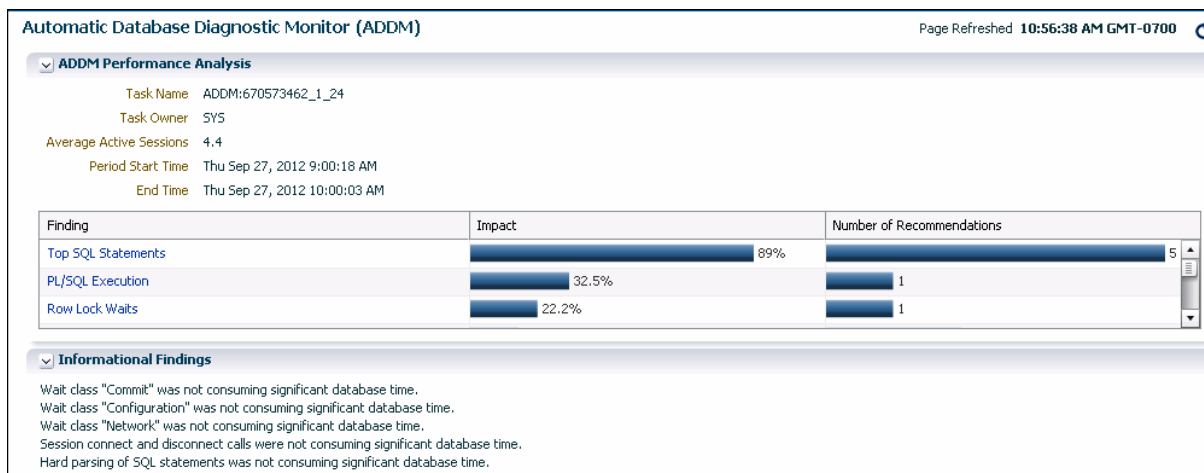 Automatic Database Diagnostic Monitor (ADDM)
Page Refreshed 10:56:38 AM GMT-0700
ADDM Performance Analysis
Task Name ADDM:670573462_1_24
Task Owner SYS
Average Active Sessions 4.4
Period Start Time Thu Sep 27, 2012 9:00:18 AM
End Time Thu Sep 27, 2012 10:00:03 AM
Finding Impact Number of Recommendations
Top SQL Statements 89% 5
PL/SQL Execution 32.5% 1
Row Lock Waits 22.2% 1
Informational Findings
Wait class "Commit" was not consuming significant database time.
Wait class "Configuration" was not consuming significant database time.
Wait class "Network" was not consuming significant database time.
Session connect and disconnect calls were not consuming significant database time.
Hard parsing of SQL statements was not consuming significant database time.